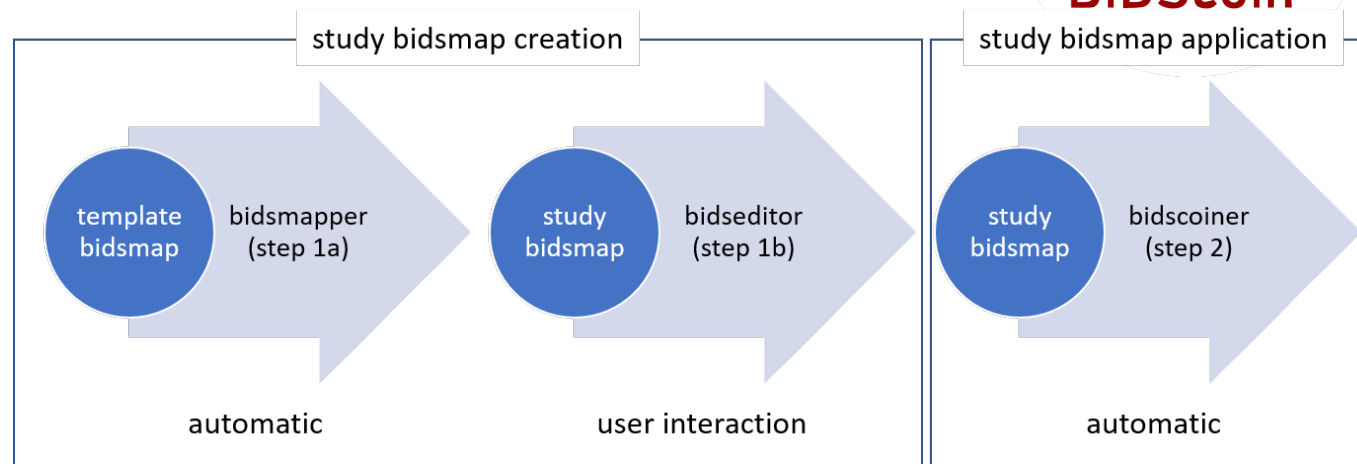 BIDScoin
study bidsmap creation
study bidsmap application
template
bidsmap
bidsmapper
(step 1a)
study
bidsmap
bidseditor
(step 1b)
study
bidsmap
bidscoiner
(step 2)
automatic
user interaction
automatic